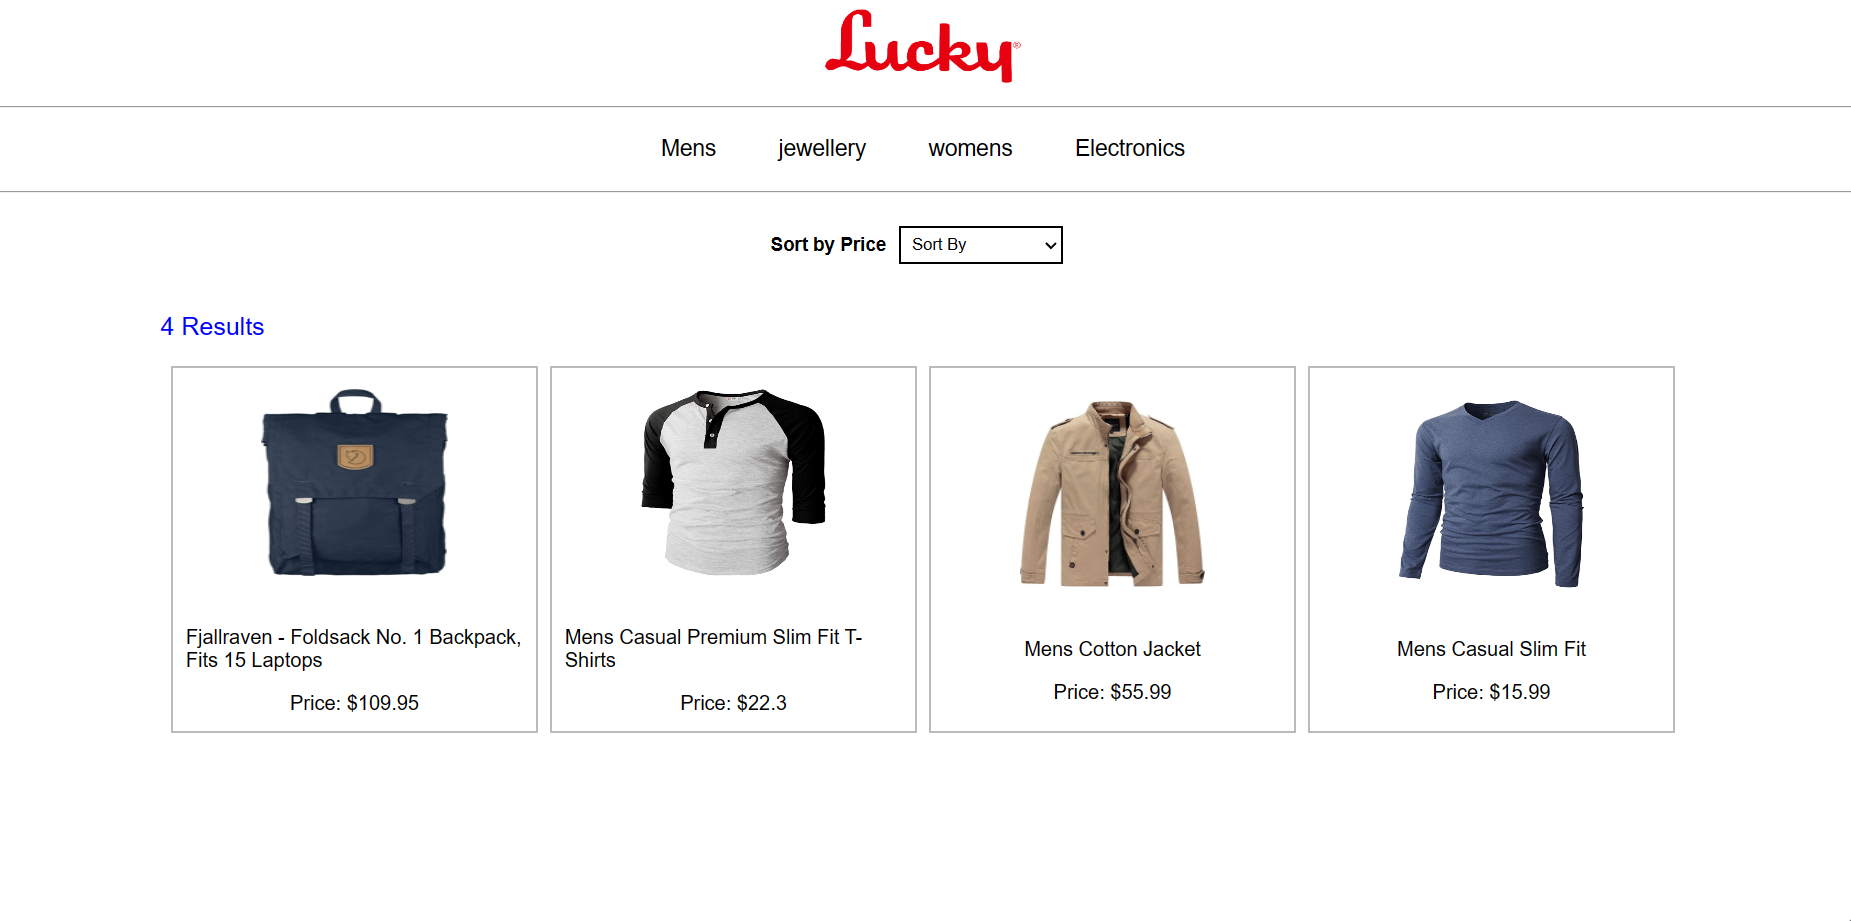 Lucky®
Mens jewellery womens Electronics
Sort by Price Sort By
4 Results
Fjallraven - Foldsack No. 1 Backpack,
Fits 15 Laptops
Price: $109.95
Mens Casual Premium Slim Fit T-
Shirts
Price: $22.3
Mens Cotton Jacket
Price: $55.99
Mens Casual Slim Fit
Price: $15.99